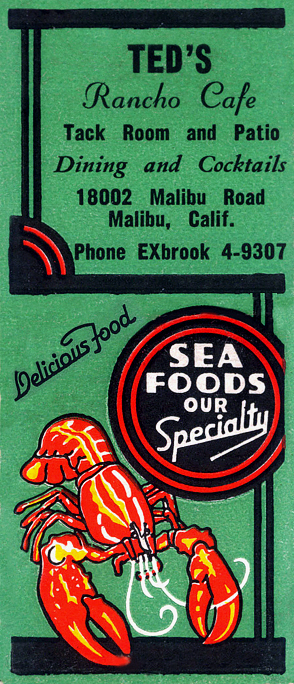 TED'S
Rancho Cafe
Tack Room and Patio
Dining and Cocktails
18002 Malibu Road
Malibu, Calif.
Phone EXbrook 4-9307
Delicious Food
SEA
FOODS
OUR
Specialty